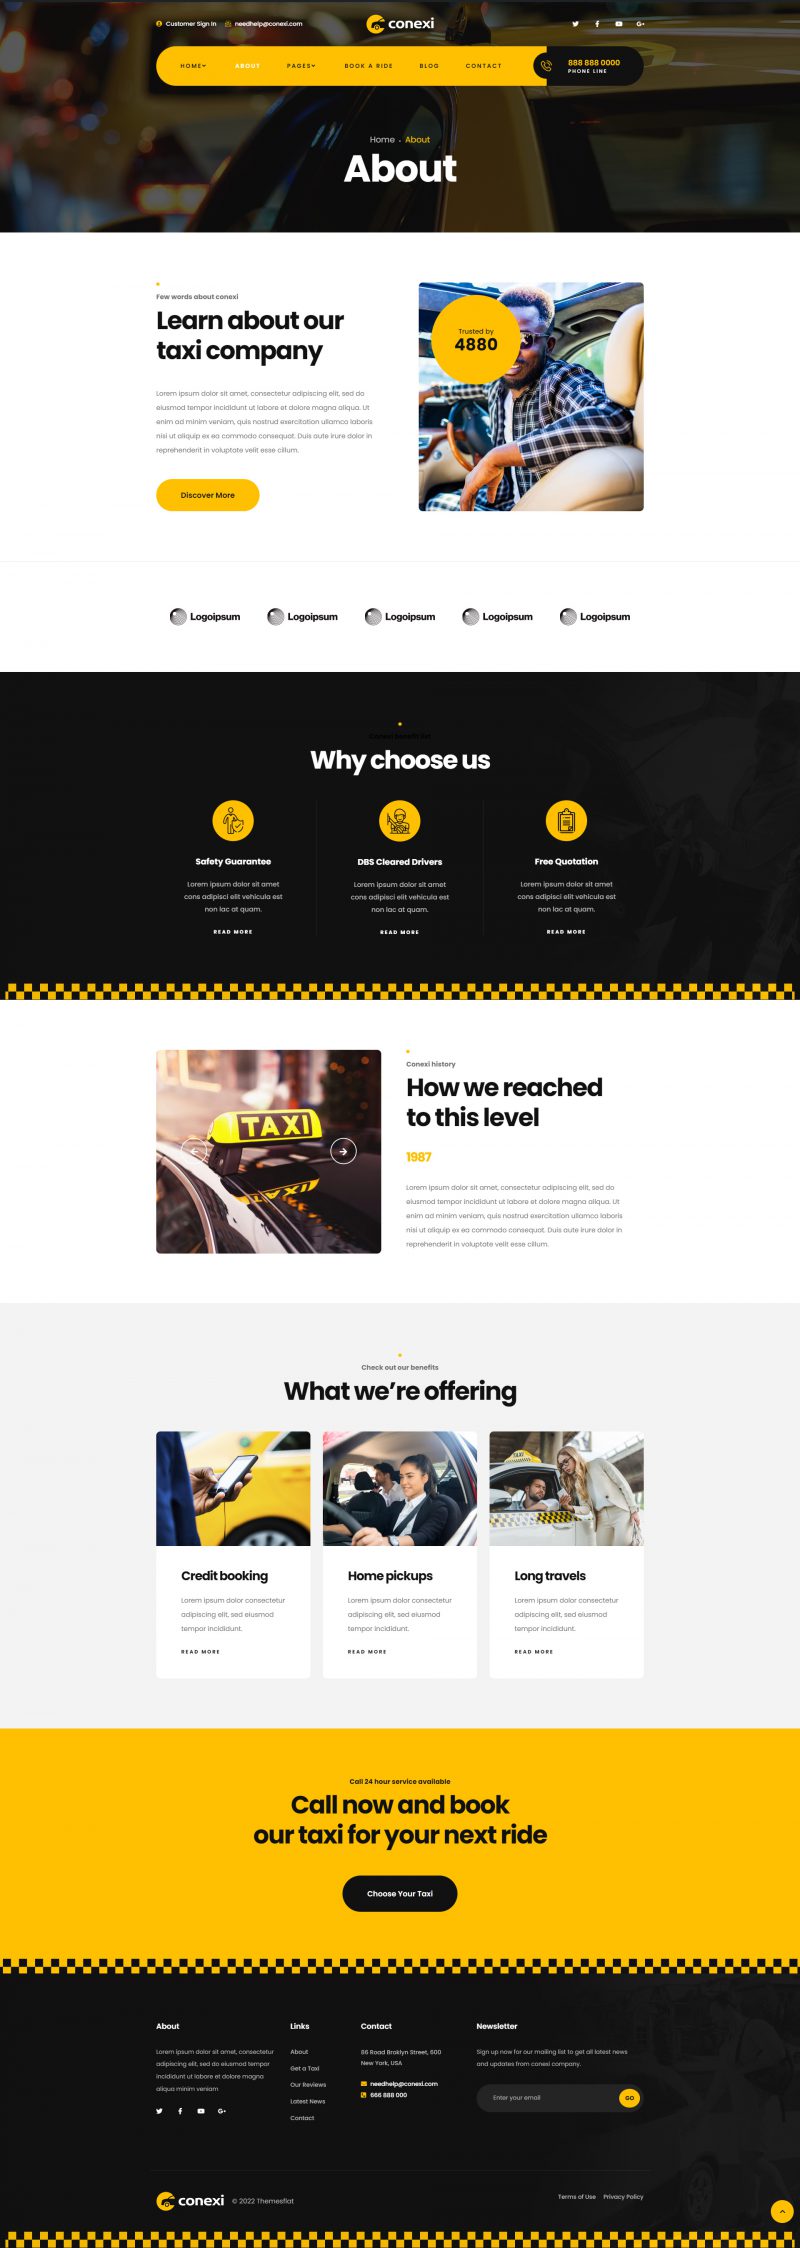 Customer Sign In
needhelp@conexi.com
conexi
HOME
ABOUT
PAGES
BOOK A RIDE
BLOG
CONTACT
888 888 0000
PHONE LINE
Home • About
About
Few words about conexi
Learn about our
taxi company
Lorem ipsum dolor sit amet, consectetur adipiscing elit, sed do
eiusmod tempor incididunt ut labore et dolore magna aliqua. Ut
enim ad minim veniam, quis nostrud exercitation ullamco laboris
nisi ut aliquip ex ea commodo consequat. Duis aute irure dolor in
reprehenderit in voluptate velit esse cillum.
Discover More
Trusted by
4880
Logoipsum
Logoipsum
Logoipsum
Logoipsum
Logoipsum
Conexi benefit list
Why choose us
Safety Guarantee
Lorem ipsum dolor sit amet
cons adipisci elit vehicula est
non lac at quam.
READ MORE
DBS Cleared Drivers
Lorem ipsum dolor sit amet
cons adipisci elit vehicula est
non lac at quam.
READ MORE
Free Quotation
Lorem ipsum dolor sit amet
cons adipisci elit vehicula est
non lac at quam.
READ MORE
TAXI
Conexi history
How we reached
to this level
1987
Lorem ipsum dolor sit amet, consectetur adipiscing elit, sed do
eiusmod tempor incididunt ut labore et dolore magna aliqua. Ut
enim ad minim veniam, quis nostrud exercitation ullamco laboris
nisi ut aliquip ex ea commodo consequat. Duis aute irure dolor in
reprehenderit in voluptate velit esse cillum.
Check out our benefits
What we're offering
TAXI
Credit booking
Lorem ipsum dolor consectetur
adipiscing elit, sed eiusmod
tempor incididunt.
READ MORE
Home pickups
Lorem ipsum dolor consectetur
adipiscing elit, sed eiusmod
tempor incididunt.
READ MORE
Long travels
Lorem ipsum dolor consectetur
adipiscing elit, sed eiusmod
tempor incididunt.
READ MORE
Call 24 hour service available
Call now and book
our taxi for your next ride
Choose Your Taxi
About
Lorem ipsum dolor sit amet, consectetur
adipiscing elit, sed do eiusmod tempor
incididunt ut labore et dolore magna
aliqua minim veniam
Links
About
Get a Taxi
Our Reviews
Latest News
Contact
Contact
86 Road Broklyn Street, 600
New York, USA
needhelp@conexi.com
666 888 000
Newsletter
Sign up now for our mailing list to get all latest news
and updates from conexi company.
Enter your email
GO
conexi
© 2022 Themesflat
Terms of Use
Privacy Policy